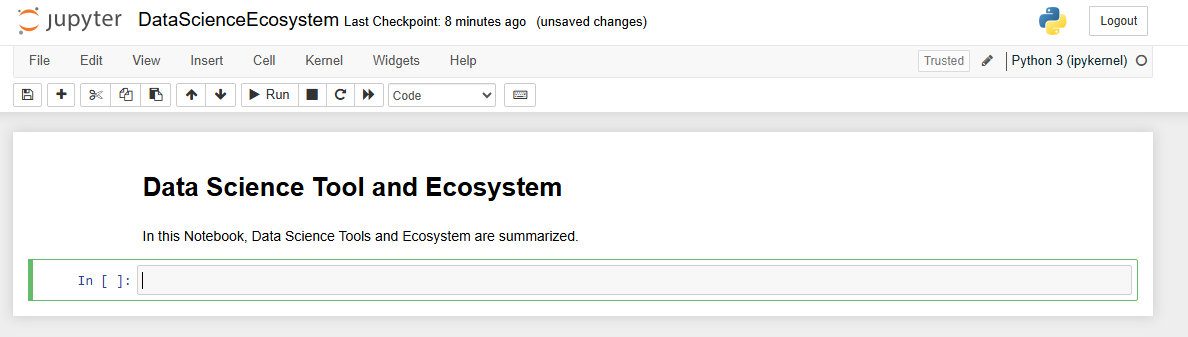 jupyter DataScienceEcosystem Last Checkpoint: 8 minutes ago (unsaved changes) Logout
File Edit View Insert Cell Kernel Widgets Help Trusted Python 3 (ipykernel)
Run Code
Data Science Tool and Ecosystem
In this Notebook, Data Science Tools and Ecosystem are summarized.
In [ ]: